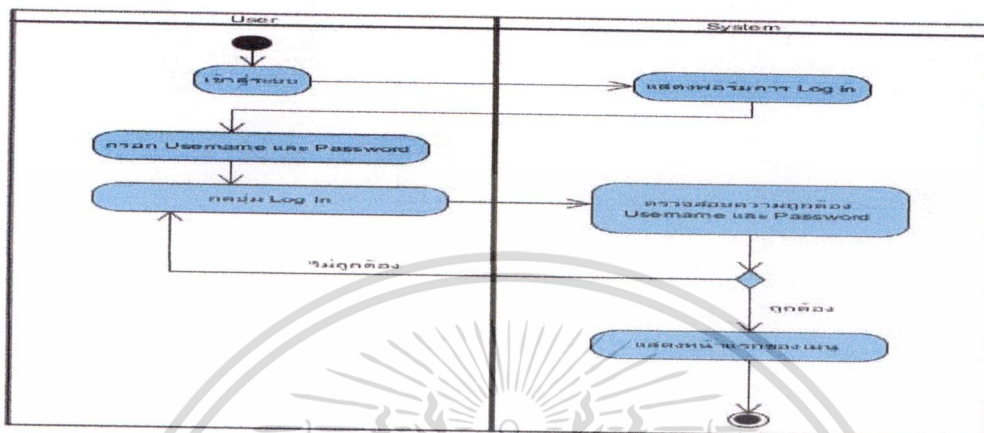 User
System
เข้าสู่ระบบ
แสดงฟอร์มการ Log in
กรอก Username และ Password
กดปุ่ม Log In
ตรวจสอบความถูกต้อง
Username และ Password
ไม่ถูกต้อง
ถูกต้อง
แสดงหน้าแรกของเมนู